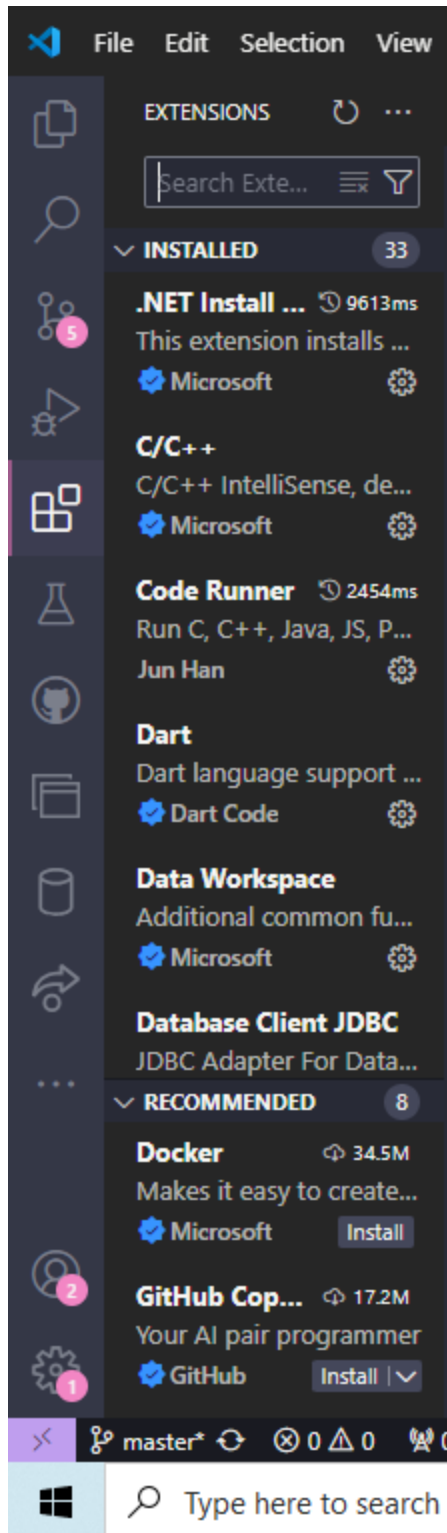 File Edit Selection View
EXTENSIONS
Search Exte...
INSTALLED 33
.NET Install ... 9613ms
This extension installs ...
Microsoft
C/C++
C/C++ IntelliSense, de...
Microsoft
Code Runner 2454ms
Run C, C++, Java, JS, P...
Jun Han
Dart
Dart language support ...
Dart Code
Data Workspace
Additional common fu...
Microsoft
Database Client JDBC
JDBC Adapter For Data...
RECOMMENDED 8
Docker 34.5M
Makes it easy to create...
Microsoft Install
GitHub Cop... 17.2M
Your AI pair programmer
GitHub Install
5
2
1
master* 0 0 0
Type here to search